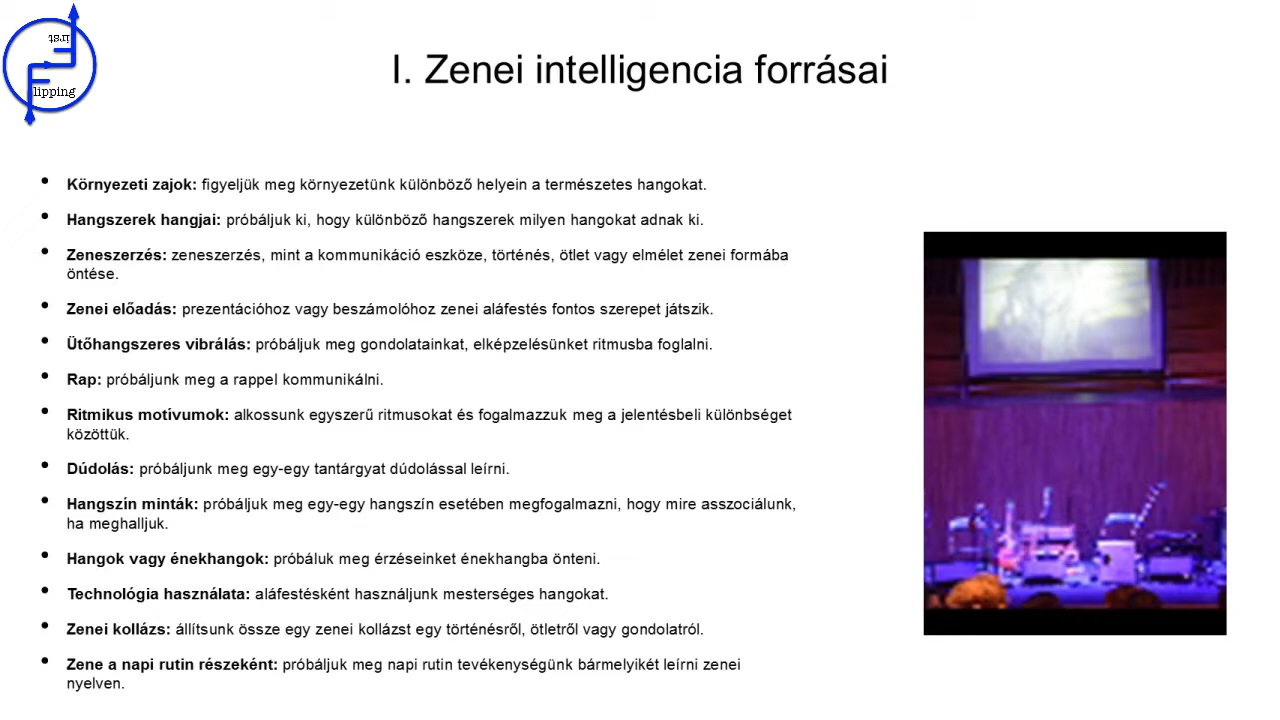 first
lipping
I. Zenei intelligencia forrásai
• Környezeti zajok: figyeljük meg környezetünk különböző helyein a természetes hangokat.
• Hangszerek hangjai: próbáljuk ki, hogy különböző hangszerek milyen hangokat adnak ki.
• Zeneszerzés: zeneszerzés, mint a kommunikáció eszköze, történés, ötlet vagy elmélet zenei formába
öntése.
• Zenei előadás: prezentációhoz vagy beszámolóhoz zenei aláfestés fontos szerepet játszik.
• Ütőhangszeres vibrálás: próbáljuk meg gondolatainkat, elképzelésünket ritmusba foglalni.
• Rap: próbáljunk meg a rappel kommunikálni.
• Ritmikus motívumok: alkossunk egyszerű ritmusokat és fogalmazzuk meg a jelentésbeli különbséget
közöttük.
• Dúdolás: próbáljunk meg egy-egy tantárgyat dúdolással leírni.
• Hangszín minták: próbáljuk meg egy-egy hangszín esetében megfogalmazni, hogy mire asszociálunk,
ha meghalljuk.
• Hangok vagy énekhangok: próbáluk meg érzéseinket énekhangba önteni.
• Technológia használata: aláfestésként használjunk mesterséges hangokat.
• Zenei kollázs: állítsunk össze egy zenei kollázst egy történésről, ötletről vagy gondolatról.
• Zene a napi rutin részeként: próbáljuk meg napi rutin tevékenységünk bármelyikét leírni zenei
nyelven.